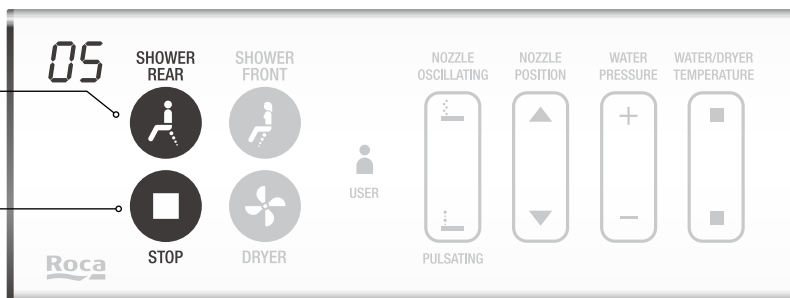 05
SHOWER
REAR
SHOWER
FRONT
NOZZLE
OSCILLATING
NOZZLE
POSITION
WATER
PRESSURE
WATER/DRYER
TEMPERATURE
USER
STOP
DRYER
PULSATING
Roca